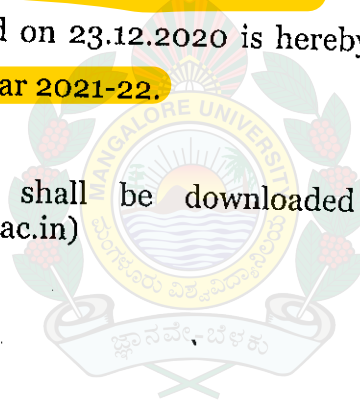 d on 23.12.2020 is hereby
ar 2021-22.
MANGALORE UNIVERSITY
shall be downloaded
ac.in)
ಮಂಗಳೂರು ವಿಶ್ವವಿದ್ಯಾನಿಲಯ
ಜ್ಞಾನವೇ-ಬೆಳಕು